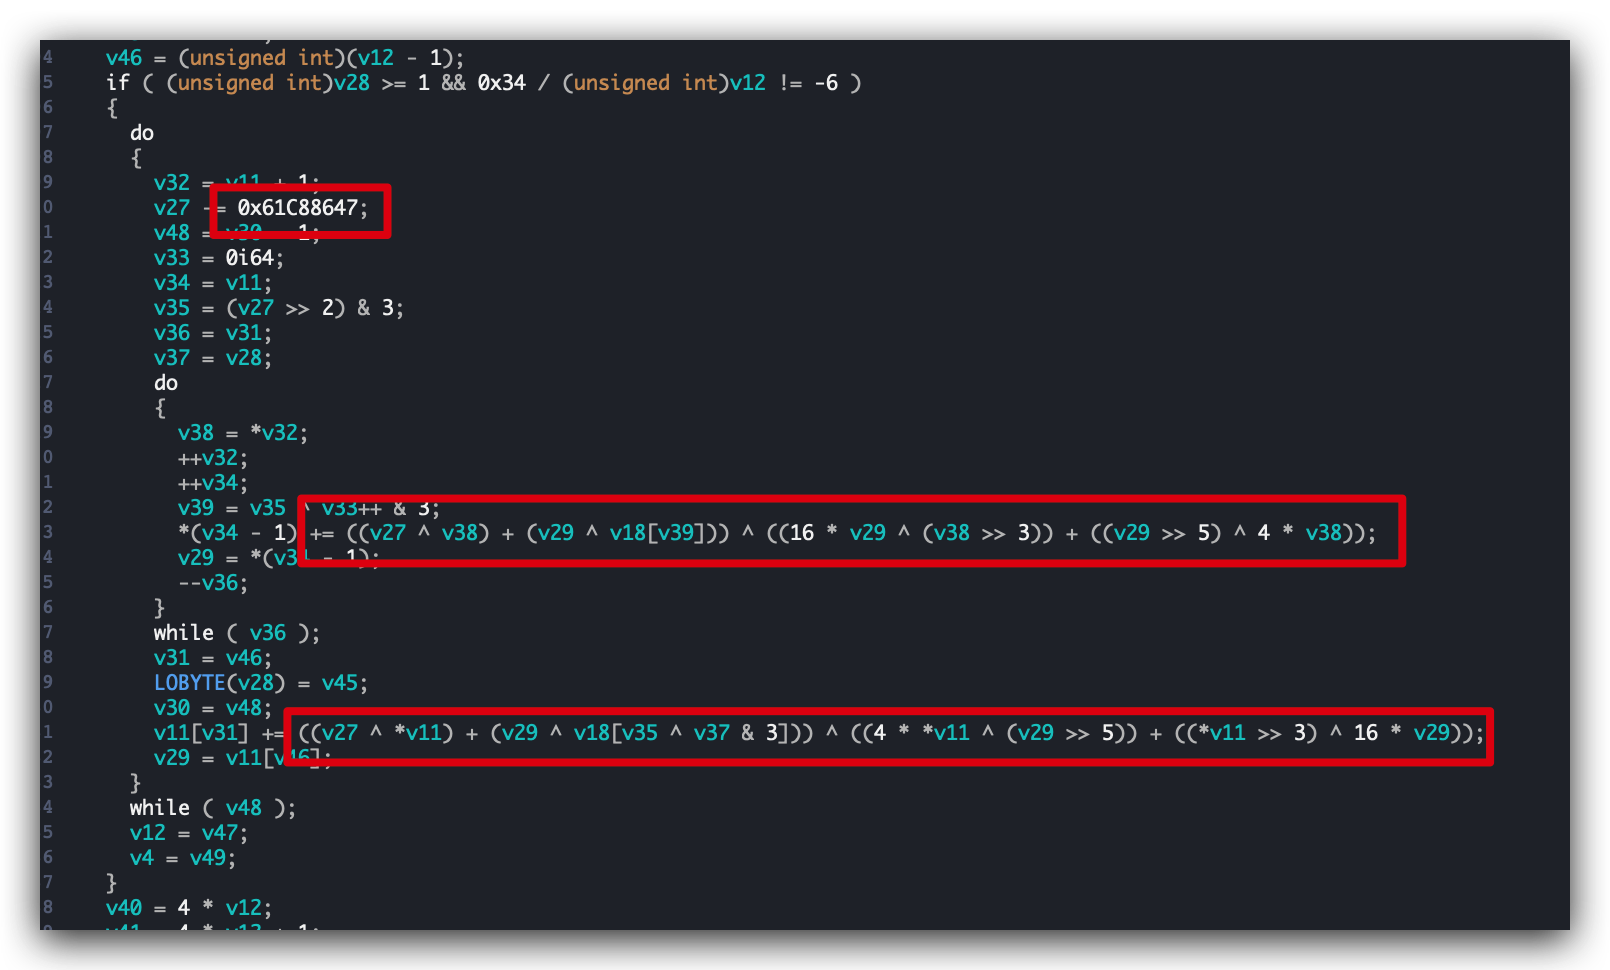 4 v46 = (unsigned int)(v12 - 1);
5 if ( (unsigned int)v28 >= 1 && 0x34 / (unsigned int)v12 != -6 )
6 {
7 do
8 {
9 v32 = v11 + 1;
0 v27 -= 0x61C88647;
1 v48 = v30 - 1;
2 v33 = 0i64;
3 v34 = v11;
4 v35 = (v27 >> 2) & 3;
5 v36 = v31;
6 v37 = v28;
7 do
8 {
9 v38 = *v32;
0 ++v32;
1 ++v34;
2 v39 = v35 ^ v33++ & 3;
3 *(v34 - 1) += ((v27 ^ v38) + (v29 ^ v18[v39])) ^ ((16 * v29 ^ (v38 >> 3)) + ((v29 >> 5) ^ 4 * v38));
4 v29 = *(v34 - 1);
5 --v36;
6 }
7 while ( v36 );
8 v31 = v46;
9 LOBYTE(v28) = v45;
0 v30 = v48;
1 v11[v31] += ((v27 ^ *v11) + (v29 ^ v18[v35 ^ v37 & 3])) ^ ((4 * *v11 ^ (v29 >> 5)) + ((*v11 >> 3) ^ 16 * v29));
2 v29 = v11[v46];
3 }
4 while ( v48 );
5 v12 = v47;
6 v4 = v49;
7 }
8 v40 = 4 * v12;